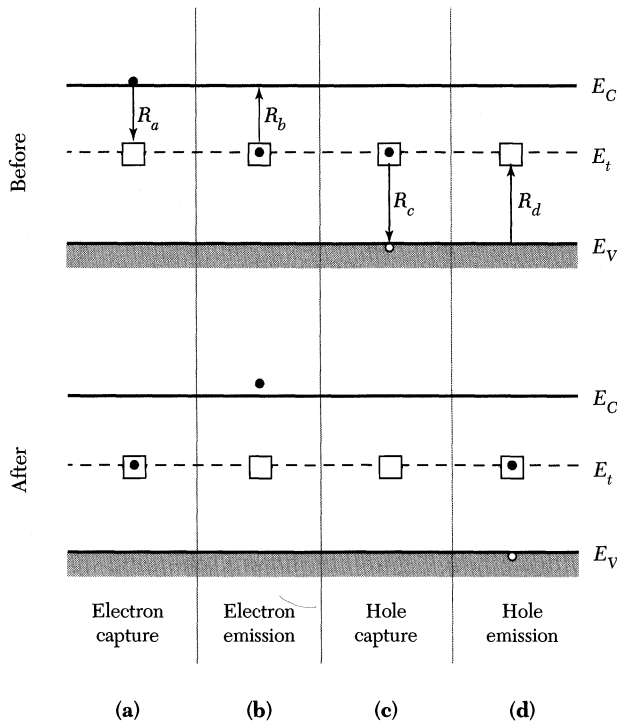 Before
E_C
R_a
R_b
E_t
R_c
R_d
E_V
After
E_C
E_t
E_V
Electron
capture
Electron
emission
Hole
capture
Hole
emission
(a)
(b)
(c)
(d)